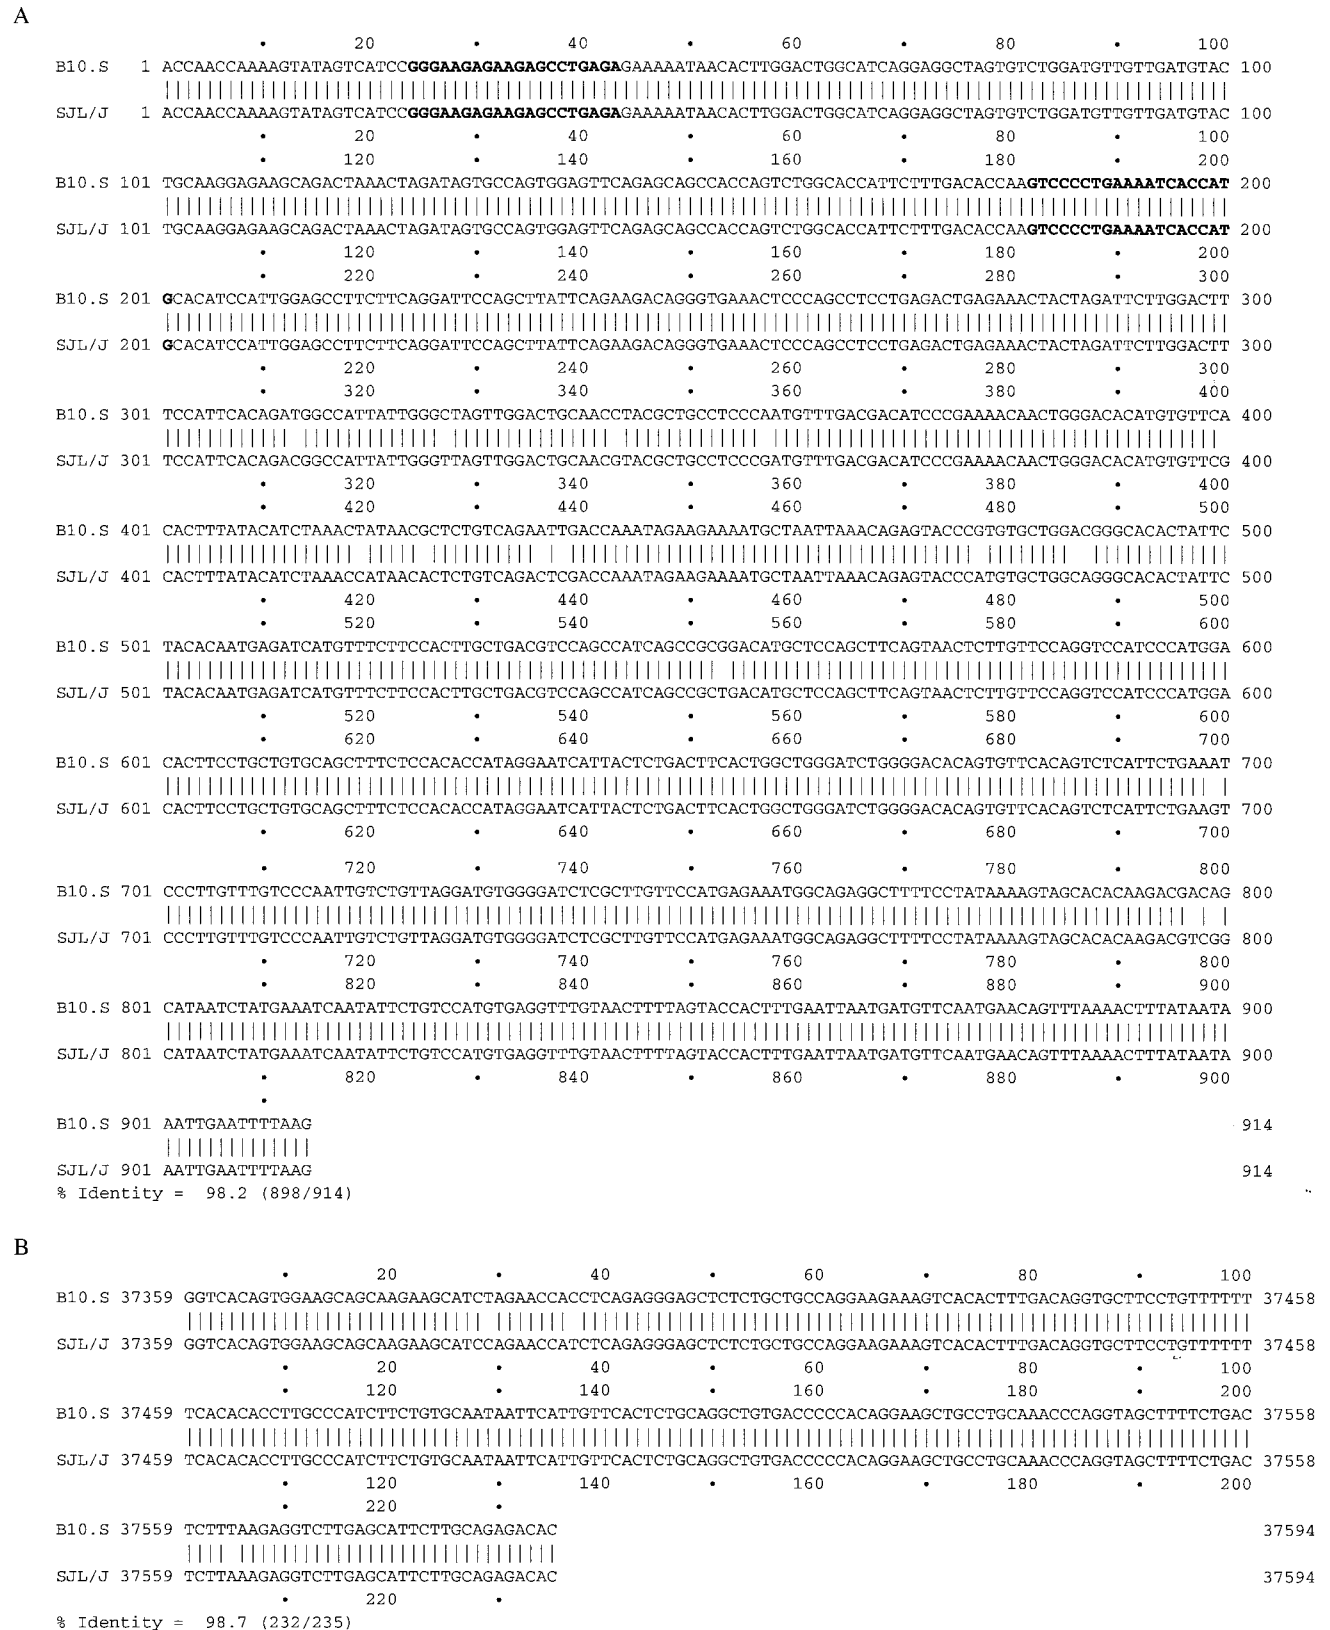 A
• 20 • 40 • 60 • 80 • 100
B10.S 1 ACCAACCAAAAGTATAGTCATCCGGGAAGAGAAGAGCCTGAGAGAAAAATAACACTTGGACTGGCATCAGGAGGCTAGTGTCTGGATGTTGTTGATGTAC 100
SJL/J 1 ACCAACCAAAAGTATAGTCATCCGGGAAGAGAAGAGCCTGAGAGAAAAATAACACTTGGACTGGCATCAGGAGGCTAGTGTCTGGATGTTGTTGATGTAC 100
• 20 • 40 • 60 • 80 • 100
• 120 • 140 • 160 • 180 • 200
B10.S 101 TGCAAGGAGAAGCAGACTAAACTAGATAGTGCCAGTGGAGTTCAGAGCAGCCACCAGTCTGGCACCATTCTTTGACACCAAGTCCCCTGAAAATCACCAT 200
SJL/J 101 TGCAAGGAGAAGCAGACTAAACTAGATAGTGCCAGTGGAGTTCAGAGCAGCCACCAGTCTGGCACCATTCTTTGACACCAAGTCCCCTGAAAATCACCAT 200
• 120 • 140 • 160 • 180 • 200
• 220 • 240 • 260 • 280 • 300
B10.S 201 GCACATCCATTGGAGCCTTCTTCAGGATTCCAGCTTATTCAGAAGACAGGGTGAAACTCCCAGCCTCCTGAGACTGAGAAACTACTAGATTCTTGGACTT 300
SJL/J 201 GCACATCCATTGGAGCCTTCTTCAGGATTCCAGCTTATTCAGAAGACAGGGTGAAACTCCCAGCCTCCTGAGACTGAGAAACTACTAGATTCTTGGACTT 300
• 220 • 240 • 260 • 280 • 300
• 320 • 340 • 360 • 380 • 400
B10.S 301 TCCATTCACAGATGGCCATTATTGGGCTAGTTGGACTGCAACCTACGCTGCCTCCCAATGTTTGACGACATCCCGAAAACAACTGGGACACATGTGTTCA 400
SJL/J 301 TCCATTCACAGACGGCCATTATTGGGTTAGTTGGACTGCAACGTACGCTGCCTCCCGATGTTTGACGACATCCCGAAAACAACTGGGACACATGTGTTCG 400
• 320 • 340 • 360 • 380 • 400
• 420 • 440 • 460 • 480 • 500
B10.S 401 CACTTTATACATCTAAACTATAACGCTCTGTCAGAATTGACCAAATAGAAGAAAATGCTAATTAAACAGAGTACCCGTGTGCTGGACGGGCACACTATTC 500
SJL/J 401 CACTTTATACATCTAAACCATAACACTCTGTCAGACTCGACCAAATAGAAGAAAATGCTAATTAAACAGAGTACCCATGTGCTGGCAGGGCACACTATTC 500
• 420 • 440 • 460 • 480 • 500
• 520 • 540 • 560 • 580 • 600
B10.S 501 TACACAATGAGATCATGTTTCTTCCACTTGCTGACGTCCAGCCATCAGCCGCGGACATGCTCCAGCTTCAGTAACTCTTGTTCCAGGTCCATCCCATGGA 600
SJL/J 501 TACACAATGAGATCATGTTTCTTCCACTTGCTGACGTCCAGCCATCAGCCGCTGACATGCTCCAGCTTCAGTAACTCTTGTTCCAGGTCCATCCCATGGA 600
• 520 • 540 • 560 • 580 • 600
• 620 • 640 • 660 • 680 • 700
B10.S 601 CACTTCCTGCTGTGCAGCTTTCTCCACACCATAGGAATCATTACTCTGACTTCACTGGCTGGGATCTGGGGACACAGTGTTCACAGTCTCATTCTGAAAT 700
SJL/J 601 CACTTCCTGCTGTGCAGCTTTCTCCACACCATAGGAATCATTACTCTGACTTCACTGGCTGGGATCTGGGGACACAGTGTTCACAGTCTCATTCTGAAGT 700
• 620 • 640 • 660 • 680 • 700
• 720 • 740 • 760 • 780 • 800
B10.S 701 CCCTTGTTTGTCCCAATTGTCTGTTAGGATGTGGGGATCTCGCTTGTTCCATGAGAAATGGCAGAGGCTTTTCCTATAAAAGTAGCACACAAGACGACAG 800
SJL/J 701 CCCTTGTTTGTCCCAATTGTCTGTTAGGATGTGGGGATCTCGCTTGTTCCATGAGAAATGGCAGAGGCTTTTCCTATAAAAGTAGCACACAAGACGTCGG 800
• 720 • 740 • 760 • 780 • 800
• 820 • 840 • 860 • 880 • 900
B10.S 801 CATAATCTATGAAATCAATATTCTGTCCATGTGAGGTTTGTAACTTTTAGTACCACTTTGAATTAATGATGTTCAATGAACAGTTTAAAACTTTATAATA 900
SJL/J 801 CATAATCTATGAAATCAATATTCTGTCCATGTGAGGTTTGTAACTTTTAGTACCACTTTGAATTAATGATGTTCAATGAACAGTTTAAAACTTTATAATA 900
• 820 • 840 • 860 • 880 • 900
•
B10.S 901 AATTGAATTTTAAG 914
SJL/J 901 AATTGAATTTTAAG 914
% Identity = 98.2 (898/914)
B
• 20 • 40 • 60 • 80 • 100
B10.S 37359 GGTCACAGTGGAAGCAGCAAGAAGCATCTAGAACCACCTCAGAGGGAGCTCTCTGCTGCCAGGAAGAAAGTCACACTTTGACAGGTGCTTCCTGTTTTTT 37458
SJL/J 37359 GGTCACAGTGGAAGCAGCAAGAAGCATCCAGAACCATCTCAGAGGGAGCTCTCTGCTGCCAGGAAGAAAGTCACACTTTGACAGGTGCTTCCTGTTTTTT 37458
• 20 • 40 • 60 • 80 • 100
• 120 • 140 • 160 • 180 • 200
B10.S 37459 TCACACACCTTGCCCATCTTCTGTGCAATAATTCATTGTTCACTCTGCAGGCTGTGACCCCCACAGGAAGCTGCCTGCAAACCCAGGTAGCTTTTCTGAC 37558
SJL/J 37459 TCACACACCTTGCCCATCTTCTGTGCAATAATTCATTGTTCACTCTGCAGGCTGTGACCCCCACAGGAAGCTGCCTGCAAACCCAGGTAGCTTTTCTGAC 37558
• 120 • 140 • 160 • 180 • 200
• 220 •
B10.S 37559 TCTTTAAGAGGTCTTGAGCATTCTTGCAGAGACAC 37594
SJL/J 37559 TCTTAAAGAGGTCTTGAGCATTCTTGCAGAGACAC 37594
• 220 •
% Identity = 98.7 (232/235)